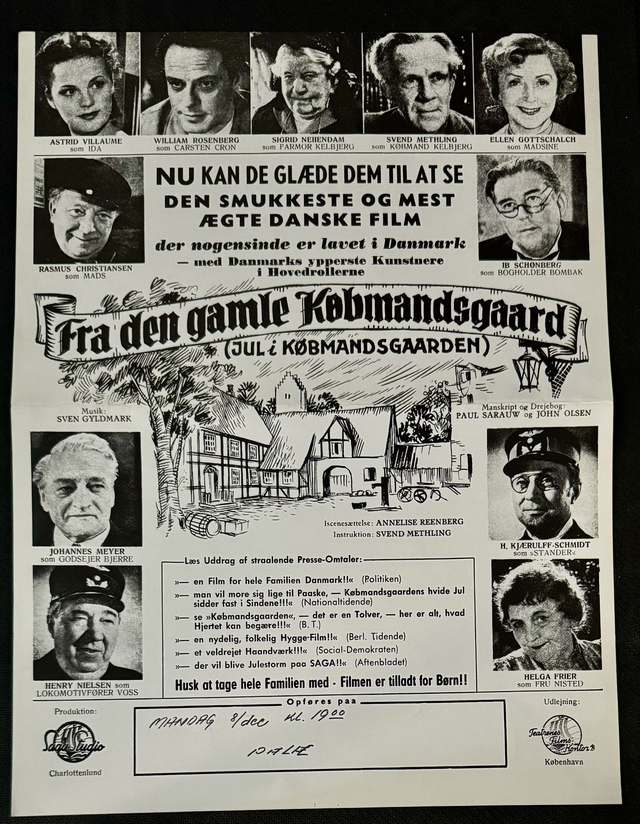 ASTRID VILLAUME
som IDA
WILLIAM ROSENBERG
som CARSTEN CRON
SIGRID NEIIENDAM
som FARMOR KELBJERG
SVEND METHLING
som KØBMAND KELBJERG
ELLEN GOTTSCHALCH
som MADSINE
RASMUS CHRISTIANSEN
som MADS
NU KAN DE GLÆDE DEM TIL AT SE
DEN SMUKKESTE OG MEST
ÆGTE DANSKE FILM
der nogensinde er lavet i Danmark
— med Danmarks ypperste Kunstnere
i Hovedrollerne
IB SCHØNBERG
som BOGHOLDER BOMBAK
Fra den gamle Købmandsgaard
(JUL i KØBMANDSGAARDEN)
Musik:
SVEN GYLDMARK
Manskript og Drejebog:
PAUL SARAUW og JOHN OLSEN
Iscenesættelse: ANNELISE REENBERG
Instruktion: SVEND METHLING
JOHANNES MEYER
som GODSEJER BJERRE
H. KJÆRULFF-SCHMIDT
som »STANDER«
Læs Uddrag af straalende Presse-Omtaler:
»— en Film for hele Familien Danmark!!« (Politiken)
»— man vil more sig lige til Paaske, — Købmandsgaardens hvide Jul
sidder fast i Sindene!!!« (Nationaltidende)
»— se »Købmandsgaarden«, — det er en Tolver, — her er alt, hvad
Hjertet kan begære!!!« (B. T.)
»— en nydelig, folkelig Hygge-Film!!« (Berl. Tidende)
»— et veldrejet Haandværk!!!« (Social-Demokraten)
»— der vil blive Julestorm paa SAGA!!« (Aftenbladet)
Husk at tage hele Familien med - Filmen er tilladt for Børn!!
HENRY NIELSEN som
LOKOMOTIVFØRER VOSS
HELGA FRIER
som FRU NISTED
Produktion:
Saga Studio
Charlottenlund
Opføres paa
MANDAG 8/dec KL. 19⁰⁰
PALÆ
Udlejning:
Teatrenes
Films-
Kontor A/S
København